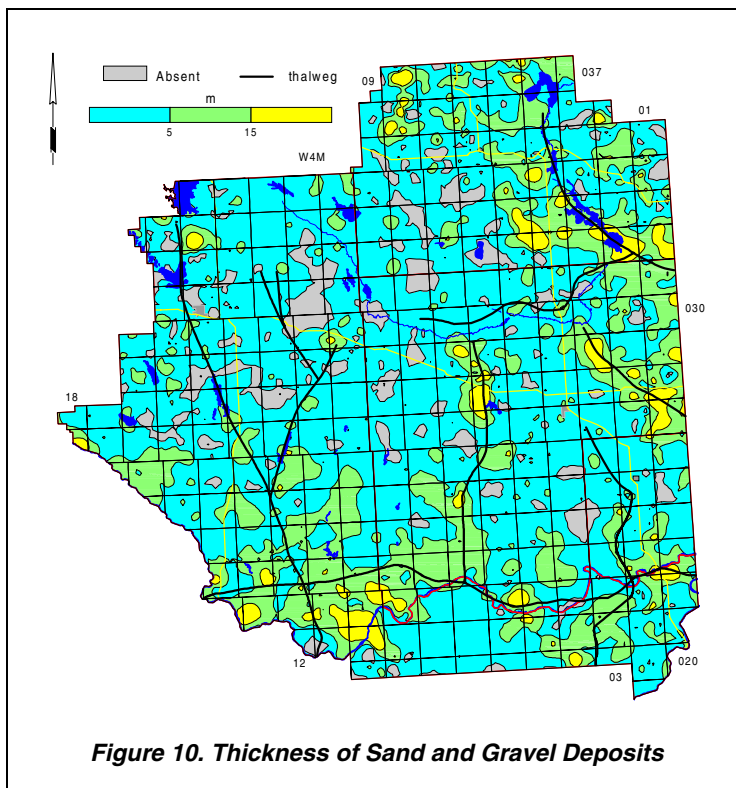 09
037
Absent
thalweg
m
5 15
01
W4M
030
18
12
03
020
Figure 10. Thickness of Sand and Gravel Deposits